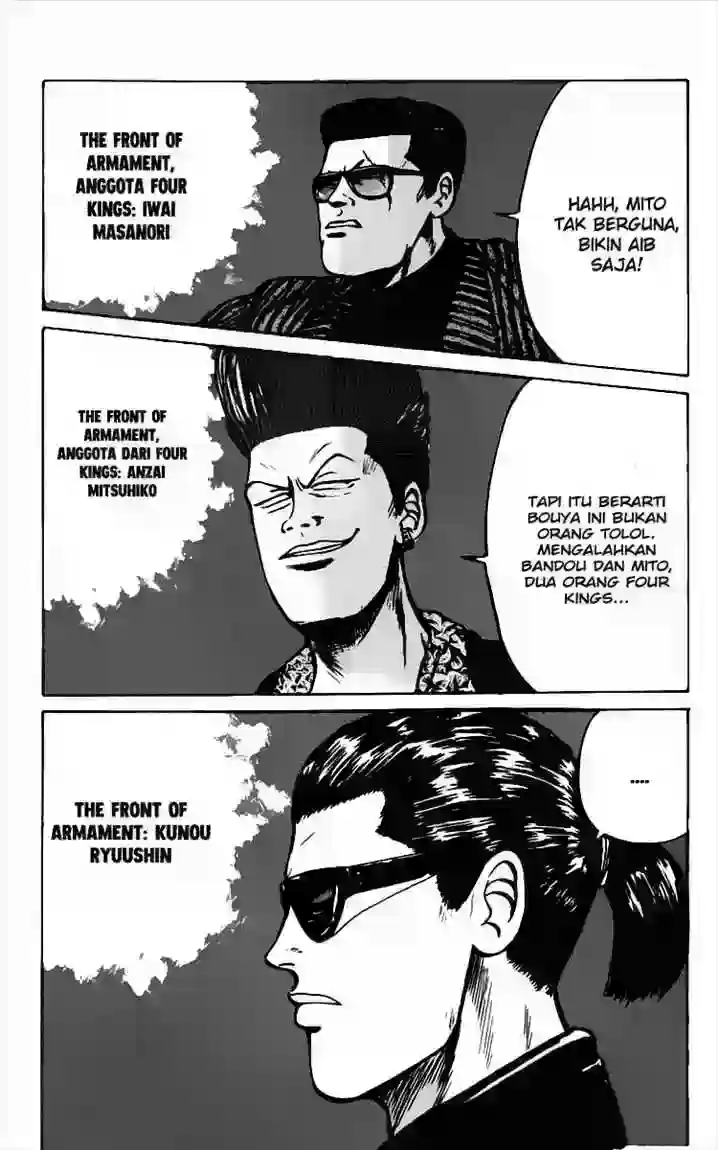 THE FRONT OF
ARMAMENT,
ANGGOTA FOUR
KINGS: IWAI
MASANORI
HAHH, MITO
TAK BERGUNA,
BIKIN AIB
SAJA!
THE FRONT OF
ARMAMENT,
ANGGOTA DARI FOUR
KINGS: ANZAI
MITSUHIKO
TAPI ITU BERARTI
BOUYA INI BUKAN
ORANG TOLOL.
MENGALAHKAN
BANDOU DAN MITO,
DUA ORANG FOUR
KINGS...
THE FRONT OF
ARMAMENT: KUNOU
RYUUSHIN
....